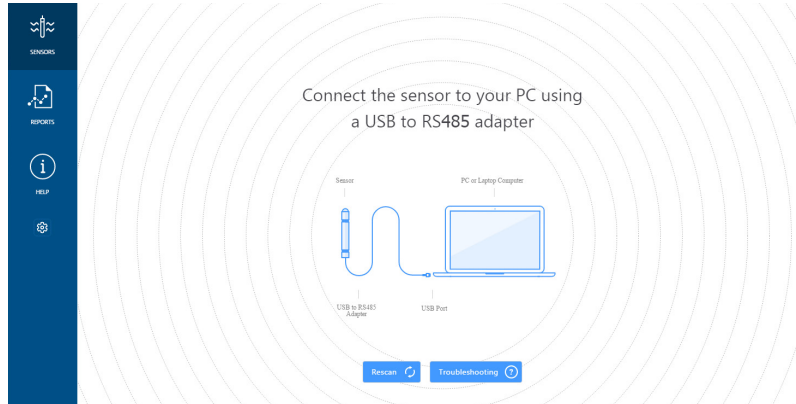 SENSORS
REPORTS
HELP
Connect the sensor to your PC using
a USB to RS485 adapter
Sensor
PC or Laptop Computer
USB to RS485
Adapter
USB Port
Rescan
Troubleshooting ?